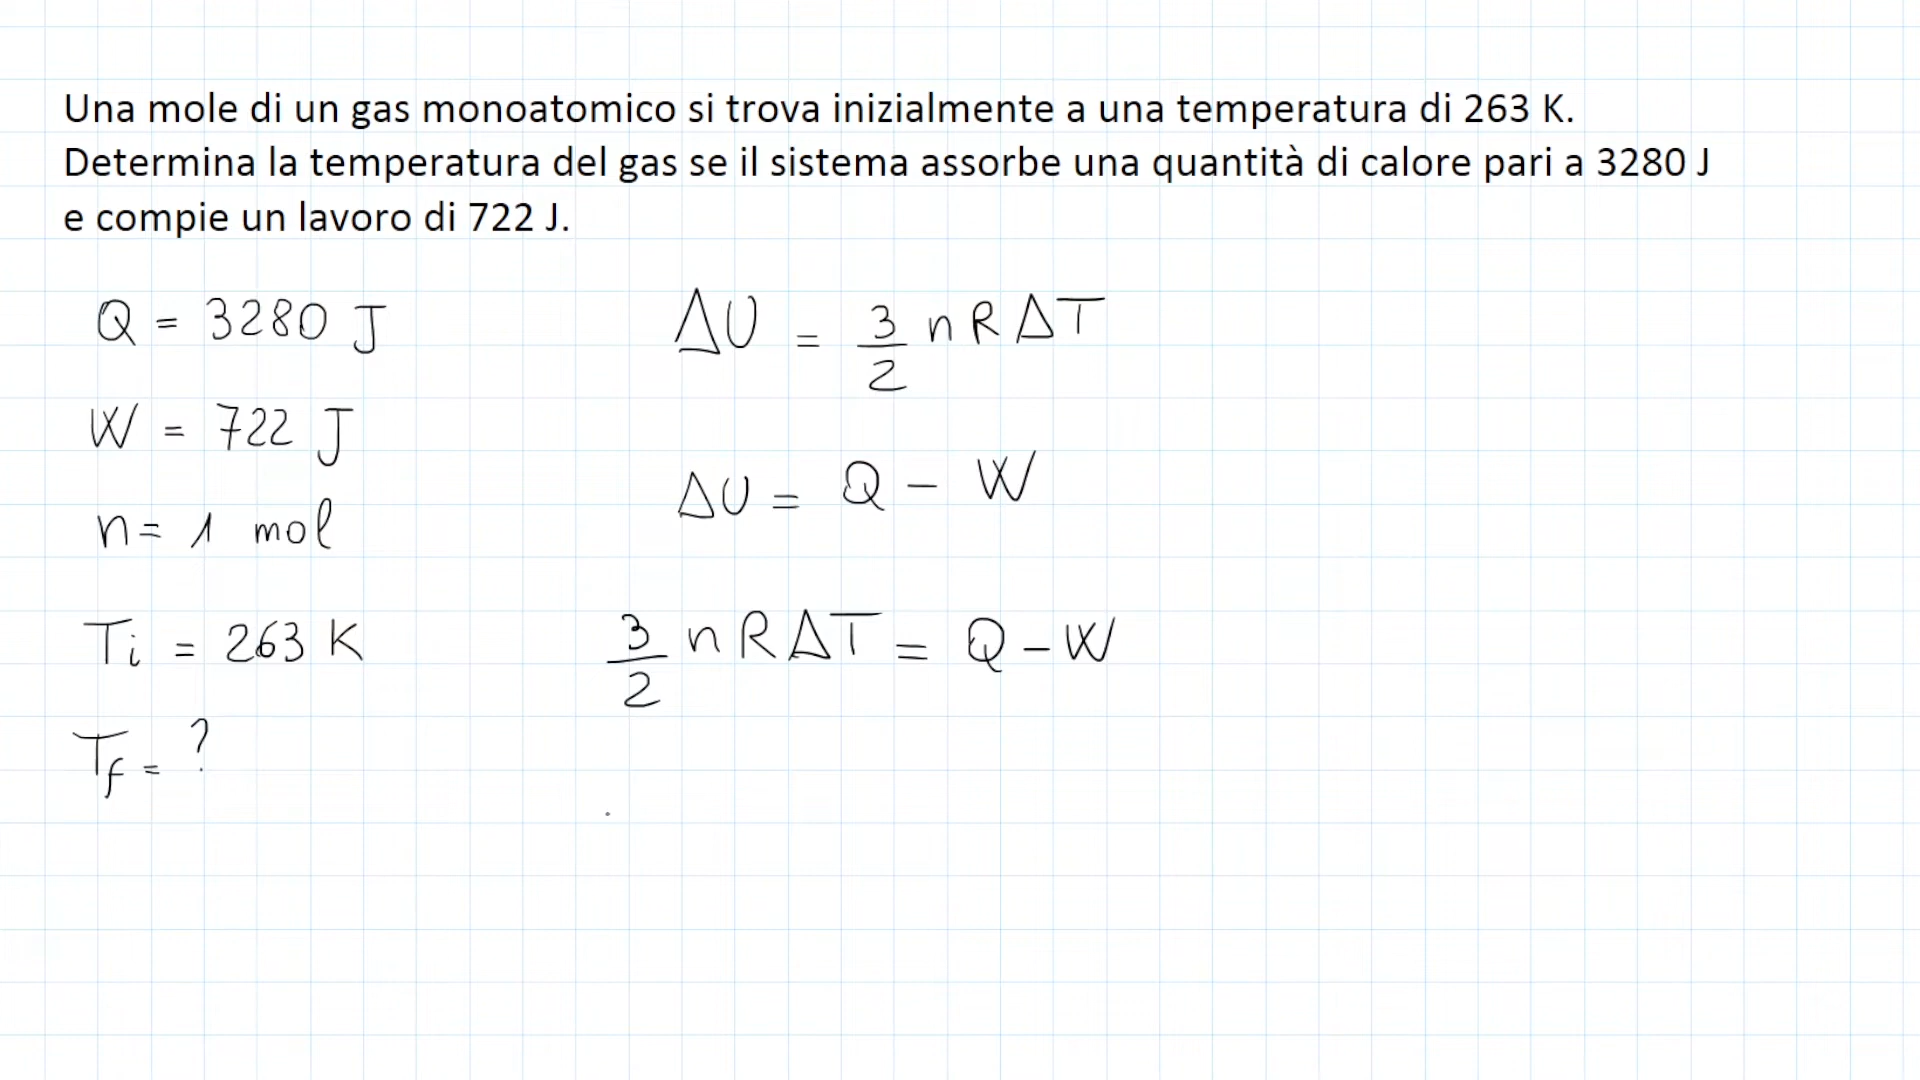 Una mole di un gas monoatomico si trova inizialmente a una temperatura di 263 K.
Determina la temperatura del gas se il sistema assorbe una quantità di calore pari a 3280 J
e compie un lavoro di 722 J.
Q = 3280 J
W = 722 J
n = 1 mol
Ti = 263 K
Tf = ?
ΔU = 3/2 n R ΔT
ΔU = Q - W
3/2 n R ΔT = Q - W